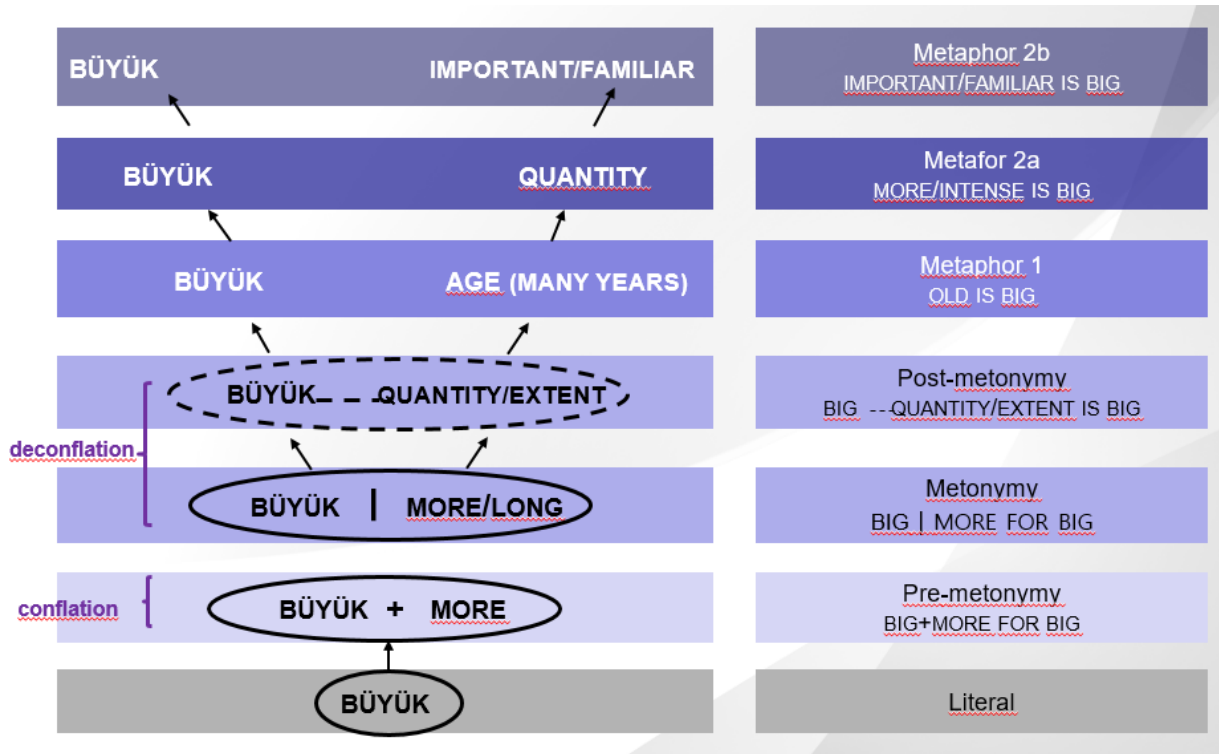 BÜYÜK IMPORTANT/FAMILIAR
Metaphor 2b
IMPORTANT/FAMILIAR IS BIG
BÜYÜK QUANTITY
Metafor 2a
MORE/INTENSE IS BIG
BÜYÜK AGE (MANY YEARS)
Metaphor 1
OLD IS BIG
BÜYÜK_ _ _QUANTITY/EXTENT
Post-metonymy
BIG ---QUANTITY/EXTENT IS BIG
deconflation
BÜYÜK | MORE/LONG
Metonymy
BIG | MORE FOR BIG
conflation
BÜYÜK + MORE
Pre-metonymy
BIG+MORE FOR BIG
BÜYÜK
Literal